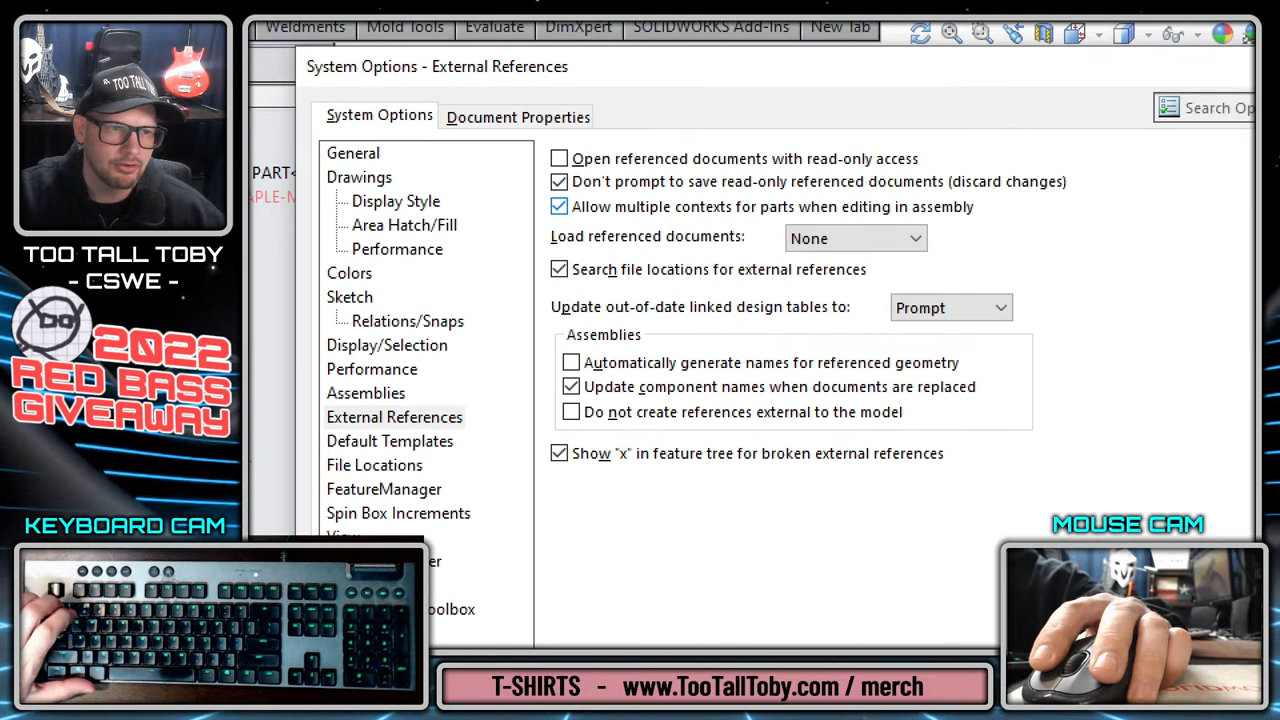 Weldments
Mold Tools
Evaluate
DimXpert
SOLIDWORKS Add-Ins
New Tab
System Options - External References
System Options
Document Properties
Search Op
PART<
APLE-M
General
Drawings
Display Style
Area Hatch/Fill
Performance
Colors
Sketch
Relations/Snaps
Display/Selection
Performance
Assemblies
External References
Default Templates
File Locations
FeatureManager
Spin Box Increments
er
oolbox
Open referenced documents with read-only access
Don't prompt to save read-only referenced documents (discard changes)
Allow multiple contexts for parts when editing in assembly
Load referenced documents:
None
Search file locations for external references
Update out-of-date linked design tables to:
Prompt
Assemblies
Automatically generate names for referenced geometry
Update component names when documents are replaced
Do not create references external to the model
Show "x" in feature tree for broken external references
TOO TALL TOBY
TOO TALL TOBY
- CSWE -
2022
RED BASS
GIVEAWAY
KEYBOARD CAM
MOUSE CAM
T-SHIRTS - www.TooTallToby.com / merch